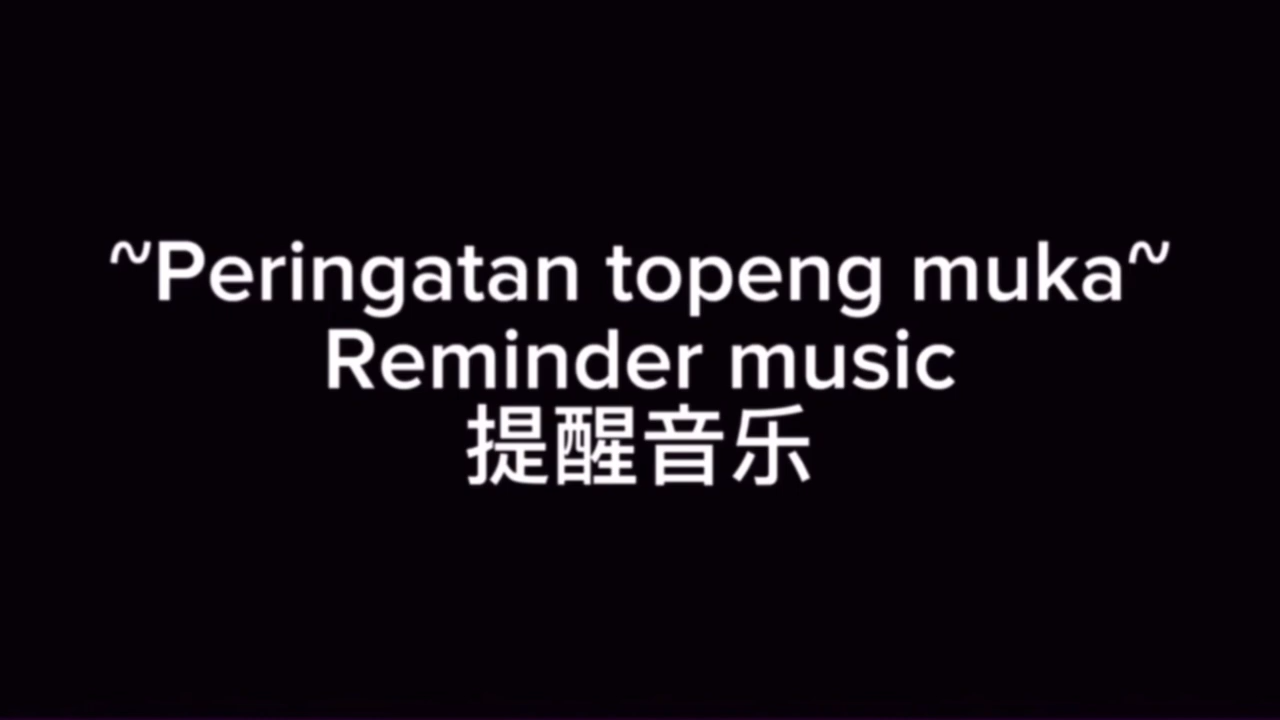 ~Peringatan topeng muka~
Reminder music
提醒音乐